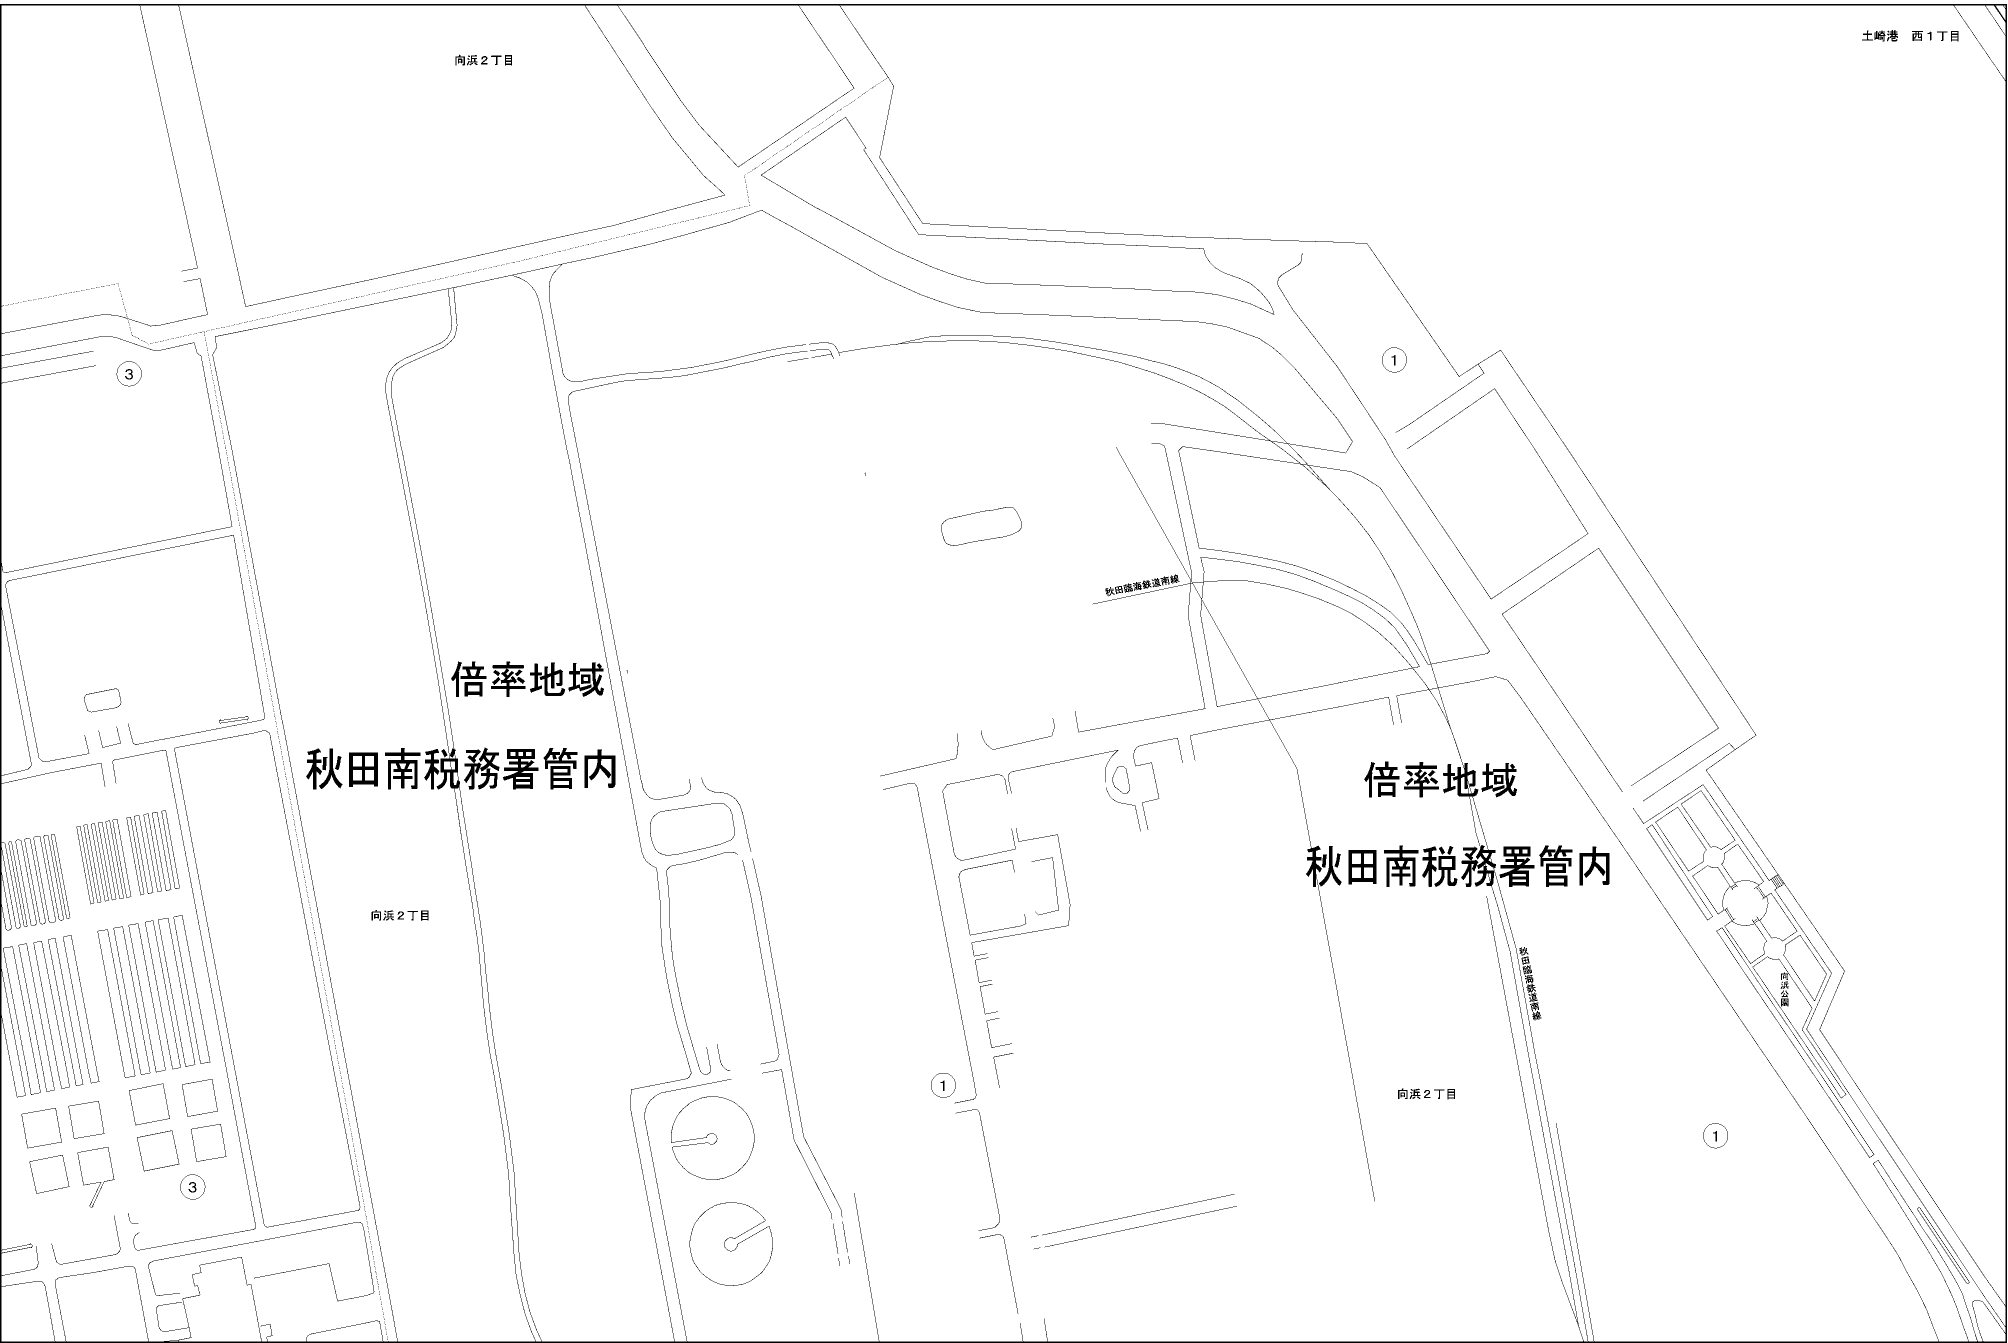 土崎港　西１丁目
向浜２丁目
1
3
秋田臨海鉄道南線
倍率地域
秋田南税務署管内
倍率地域
秋田南税務署管内
向浜２丁目
秋田臨海鉄道南線
向浜公園
1
向浜２丁目
1
3